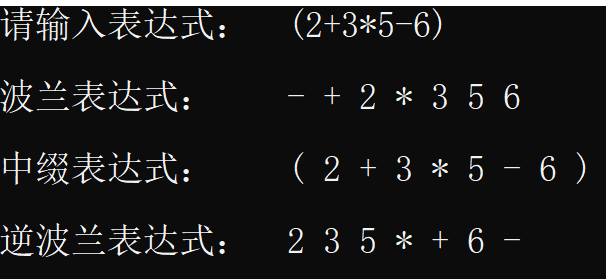 请输入表达式： (2+3*5-6)
波兰表达式： - + 2 * 3 5 6
中缀表达式： ( 2 + 3 * 5 - 6 )
逆波兰表达式： 2 3 5 * + 6 -